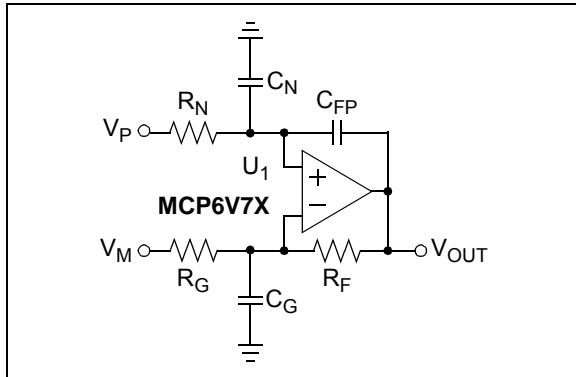 C_N
R_N
C_FP
V_P
U_1
+
MCP6V7X
−
V_M
V_OUT
R_G
R_F
C_G